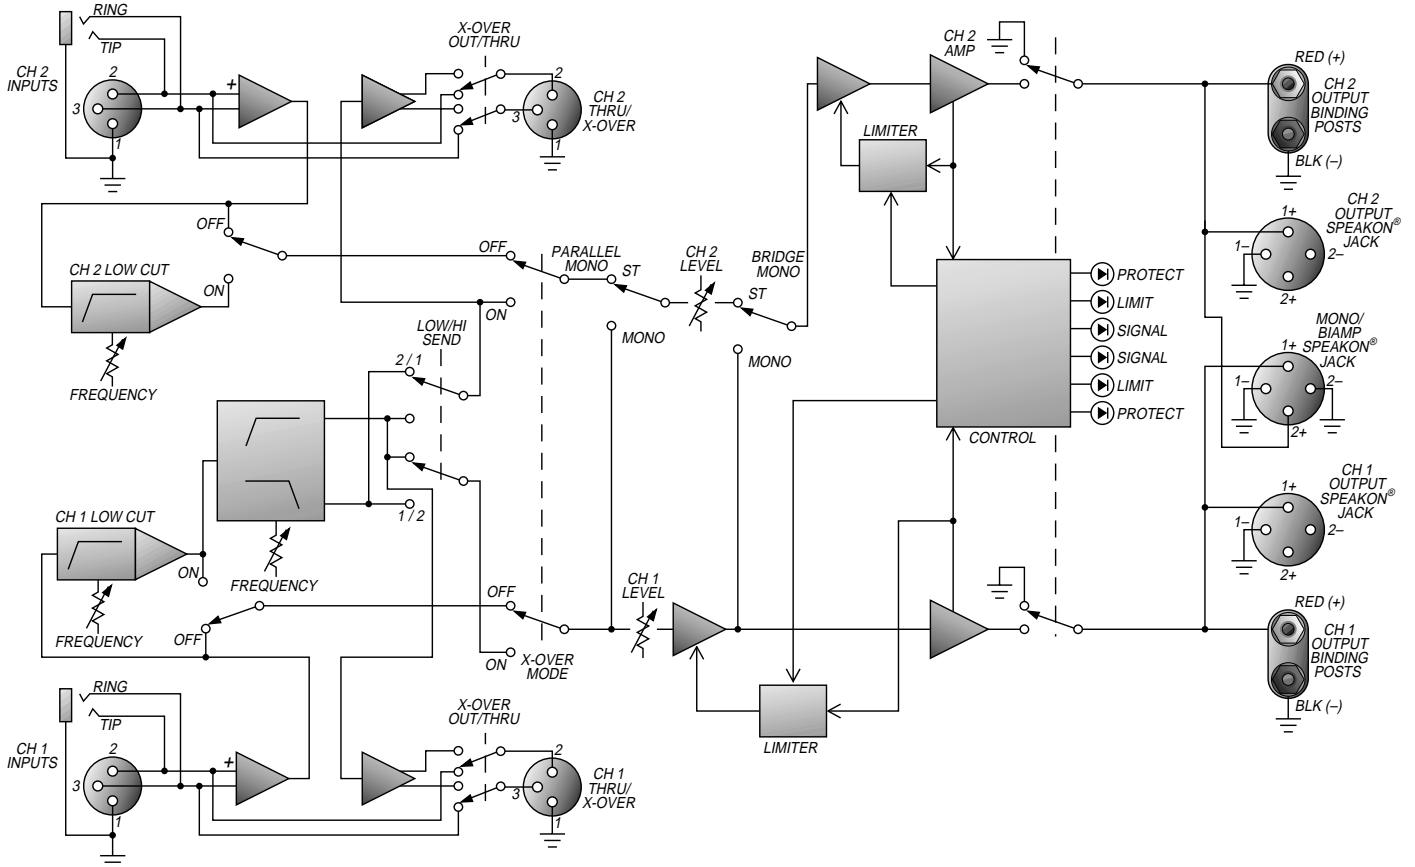 RING
TIP
CH 2
INPUTS
2
3
1
+
X-OVER
OUT/THRU
2
3
1
CH 2
THRU/
X-OVER
CH 2
AMP
LIMITER
RED (+)
CH 2
OUTPUT
BINDING
POSTS
BLK (–)
OFF
CH 2 LOW CUT
ON
FREQUENCY
OFF
ON
PARALLEL
MONO
ST
MONO
CH 2
LEVEL
BRIDGE
MONO
ST
MONO
PROTECT
LIMIT
SIGNAL
SIGNAL
LIMIT
PROTECT
CONTROL
CH 2
OUTPUT
SPEAKON®
JACK
1+
1–
2–
2+
MONO/
BIAMP
SPEAKON®
JACK
1+
1–
2–
2+
LOW/HI
SEND
2 / 1
1 / 2
FREQUENCY
CH 1 LOW CUT
ON
FREQUENCY
OFF
OFF
ON
X-OVER
MODE
CH 1
LEVEL
LIMITER
CH 1
OUTPUT
SPEAKON®
JACK
1+
1–
2–
2+
RED (+)
CH 1
OUTPUT
BINDING
POSTS
BLK (–)
RING
TIP
CH 1
INPUTS
2
3
1
+
X-OVER
OUT/THRU
2
3
1
CH 1
THRU/
X-OVER